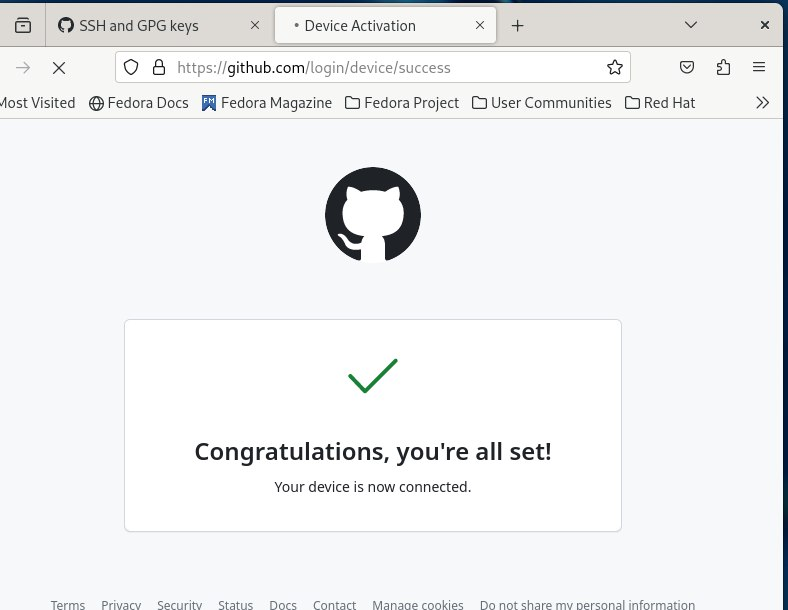 SSH and GPG keys
Device Activation
https://github.com/login/device/success
Most Visited Fedora Docs Fedora Magazine Fedora Project User Communities Red Hat
Congratulations, you're all set!
Your device is now connected.
Terms Privacy Security Status Docs Contact Manage cookies Do not share my personal information